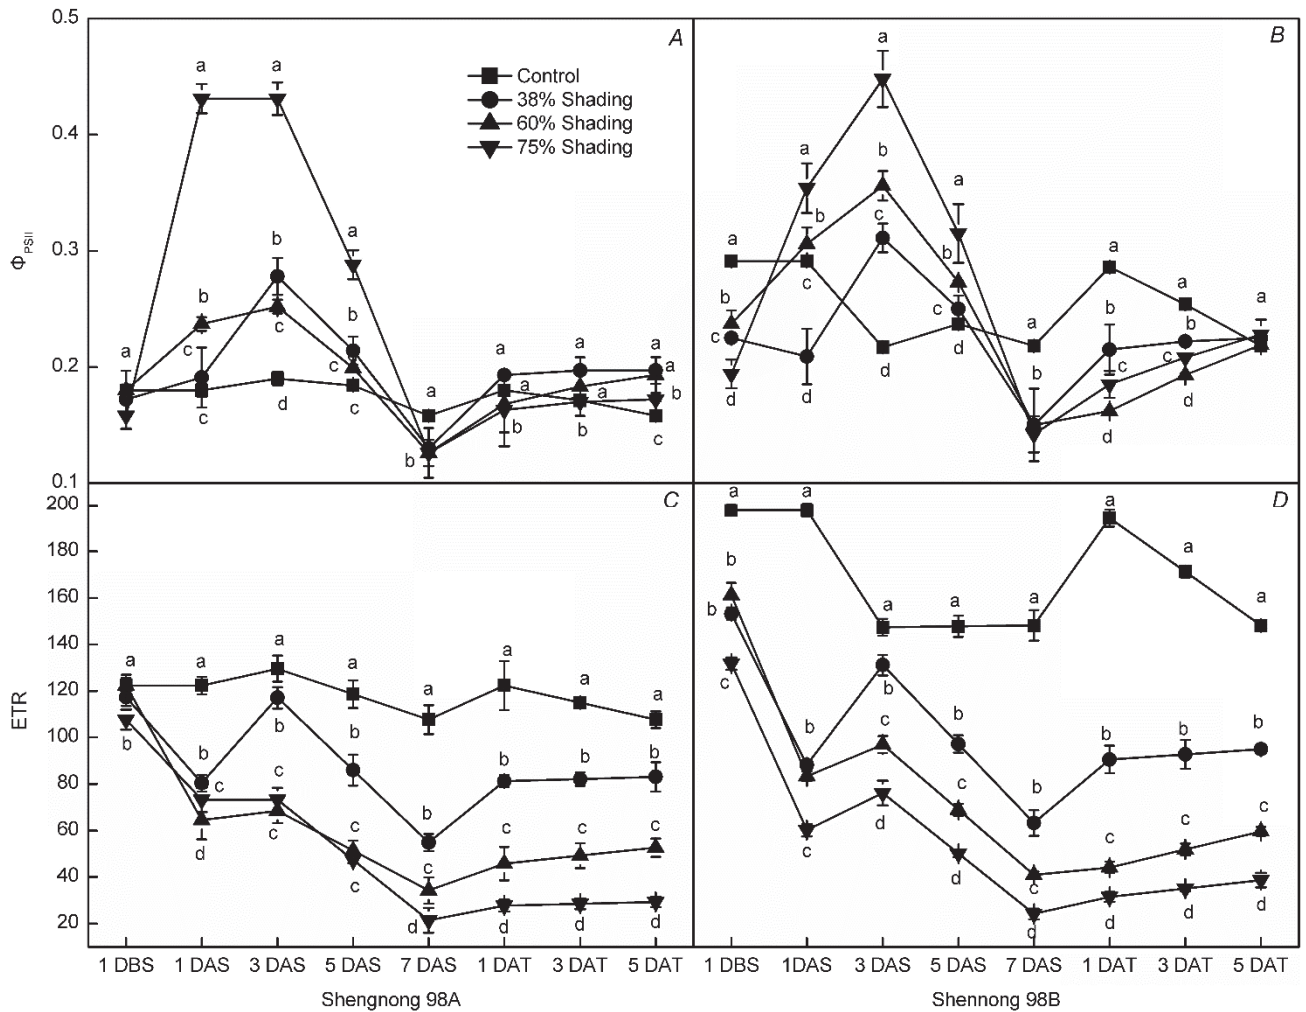 0.5
0.4
0.3
0.2
0.1
ΦPSII
A
Control
38% Shading
60% Shading
75% Shading
a
a a a
b b b
c c c
c d c
a
b
a
a
b
a
b
a
a
b
c
B
a
b
c
d
a
b
c
d
a
b
c
d
a
b
c
d
a
b
a
b
c
d
a
b
c
d
a
200
180
160
140
120
100
80
60
40
20
ETR
C
a
b
a
b
c
d
a
b
c
c
a
b
c
a
b
c
d
a
b
c
d
a
b
c
d
a
b
c
d
D
a
b
b
c
a
b
c
a
b
c
d
a
b
c
d
a
b
c
d
a
b
c
d
a
b
c
d
a
b
c
d
1 DBS 1 DAS 3 DAS 5 DAS 7 DAS 1 DAT 3 DAT 5 DAT
1 DBS 1DAS 3 DAS 5 DAS 7 DAS 1 DAT 3 DAT 5 DAT
Shengnong 98A
Shennong 98B